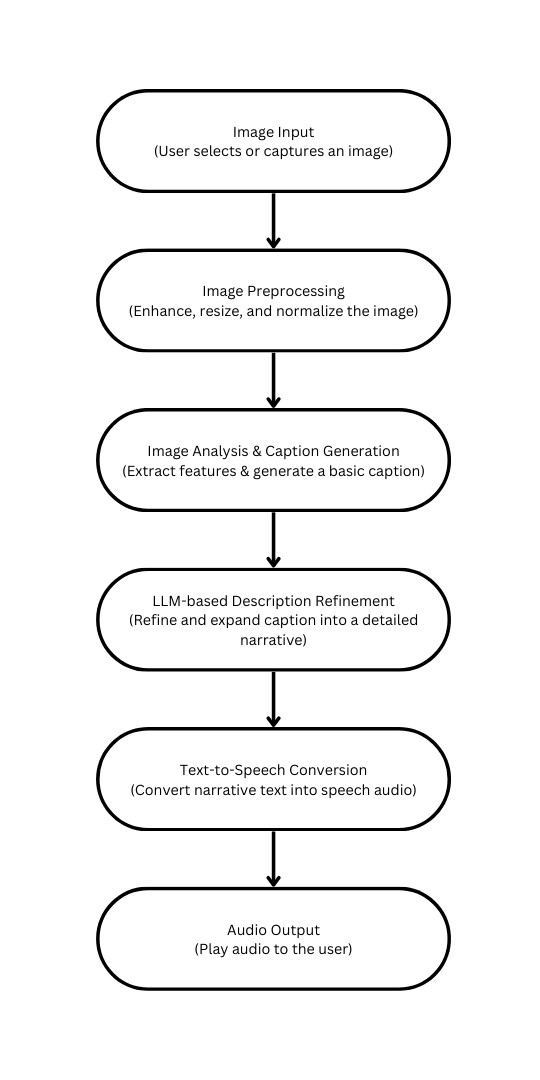 Image Input
(User selects or captures an image)
Image Preprocessing
(Enhance, resize, and normalize the image)
Image Analysis & Caption Generation
(Extract features & generate a basic caption)
LLM-based Description Refinement
(Refine and expand caption into a detailed
narrative)
Text-to-Speech Conversion
(Convert narrative text into speech audio)
Audio Output
(Play audio to the user)